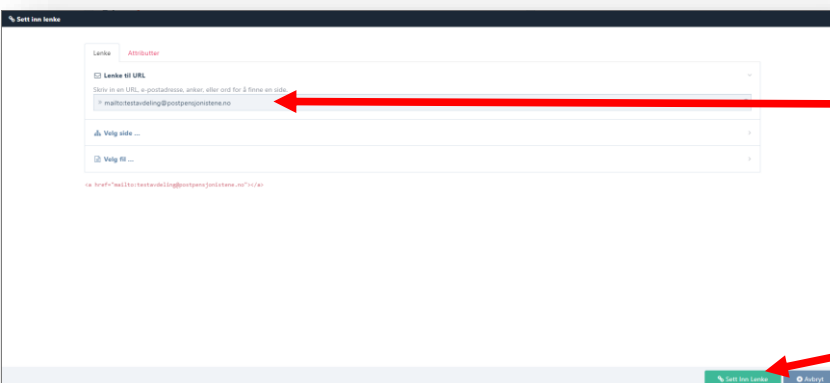 Sett inn lenke
Lenke Attributter
Lenke til URL
Skriv in en URL, e-postadresse, anker, eller ord for å finne en side.
× mailto:testavdeling@postpensjonistene.no
Velg side ...
Velg fil ...
<a href="mailto:testavdeling@postpensjonistene.no"></a>
Sett Inn Lenke Avbryt